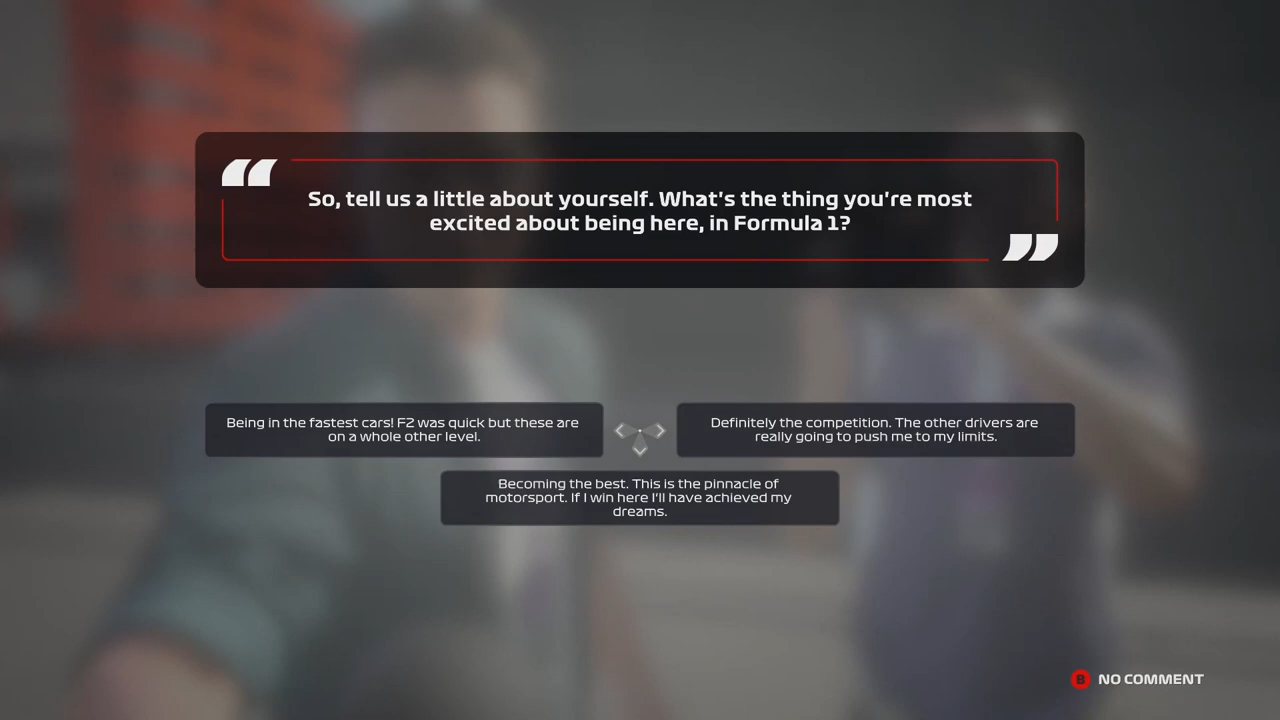 So, tell us a little about yourself. What's the thing you're most
excited about being here, in Formula 1?
Being in the fastest cars! F2 was quick but these are
on a whole other level.
Definitely the competition. The other drivers are
really going to push me to my limits.
Becoming the best. This is the pinnacle of
motorsport. If I win here I'll have achieved my
dreams.
B NO COMMENT